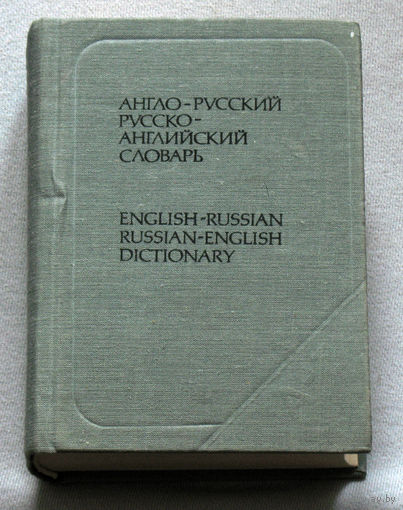 АНГЛО-РУССКИЙ
РУССКО-
АНГЛИЙСКИЙ
СЛОВАРЬ
ENGLISH-RUSSIAN
RUSSIAN-ENGLISH
DICTIONARY